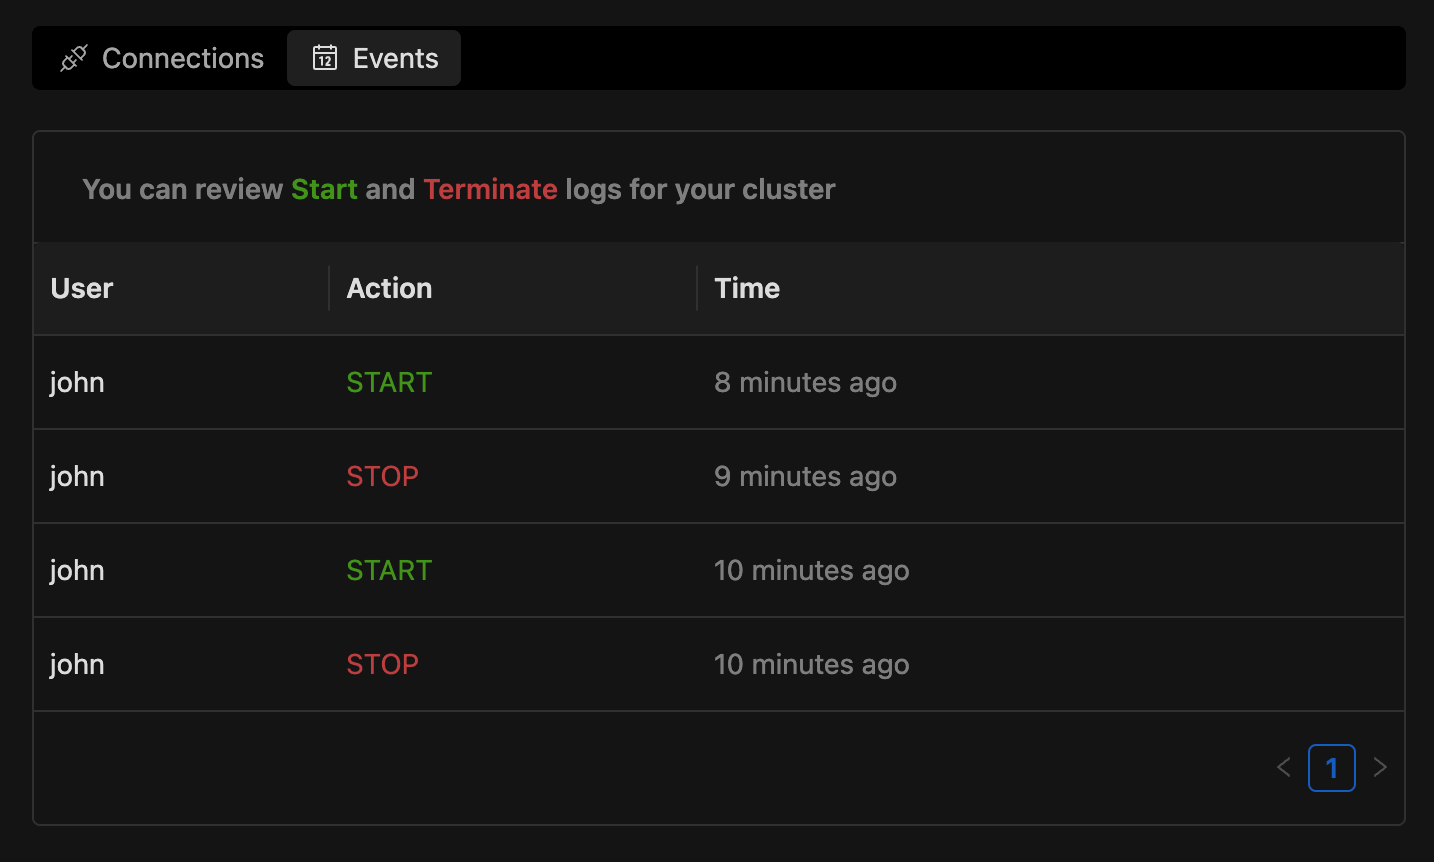 Connections
12 Events
You can review Start and Terminate logs for your cluster
User Action Time
john START 8 minutes ago
john STOP 9 minutes ago
john START 10 minutes ago
john STOP 10 minutes ago
< 1 >